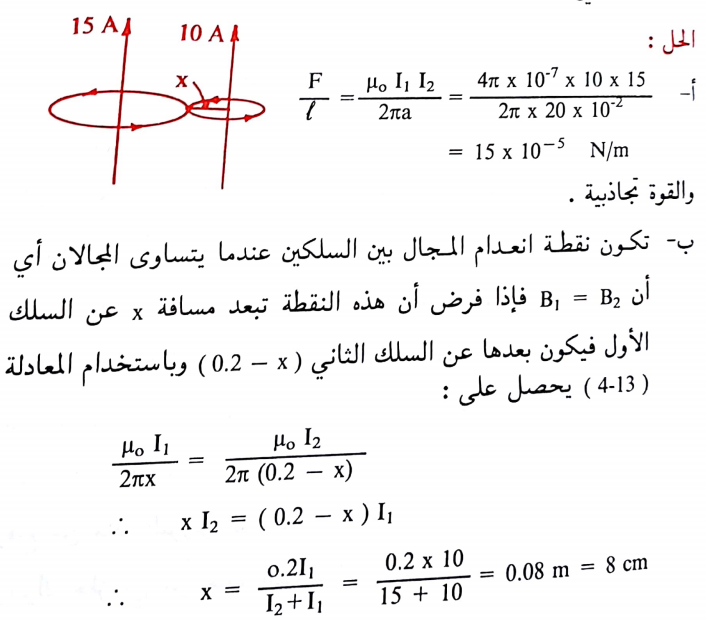 الحل :
15 A
10 A
x
أ- F/ℓ = μ₀ I₁ I₂ / 2πa = 4π x 10⁻⁷ x 10 x 15 / 2π x 20 x 10⁻²
= 15 x 10⁻⁵ N/m
والقوة تجاذبية .
ب- تكون نقطة انعدام المجال بين السلكين عندما يتساوى المجالان أي
أن B₁ = B₂ فإذا فرض أن هذه النقطة تبعد مسافة x عن السلك
الأول فيكون بعدها عن السلك الثاني ( 0.2 – x ) وباستخدام المعادلة
( 4-13 ) يحصل على :
μ₀ I₁ / 2πx = μ₀ I₂ / 2π (0.2 – x)
∴ x I₂ = ( 0.2 – x ) I₁
∴ x = o.2I₁ / I₂+I₁ = 0.2 x 10 / 15 + 10 = 0.08 m = 8 cm